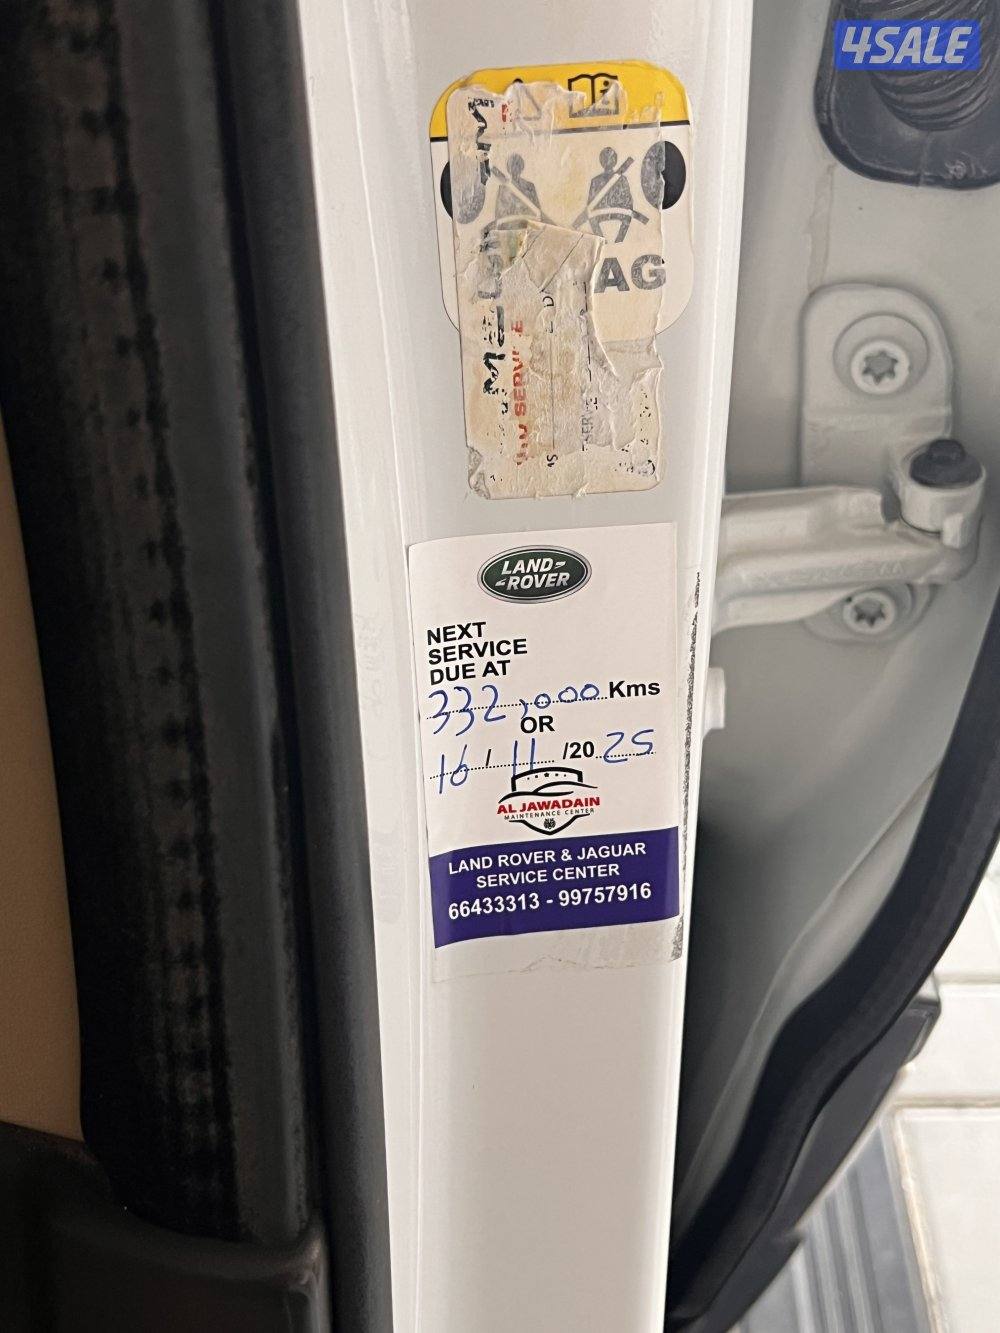 4SALE
AG
SERVICE
LAND
ROVER
NEXT
SERVICE
DUE AT
332,000 Kms
OR
16 / 11 /2025
AL JAWADAIN
MAINTENANCE CENTER
LAND ROVER & JAGUAR
SERVICE CENTER
66433313 - 99757916